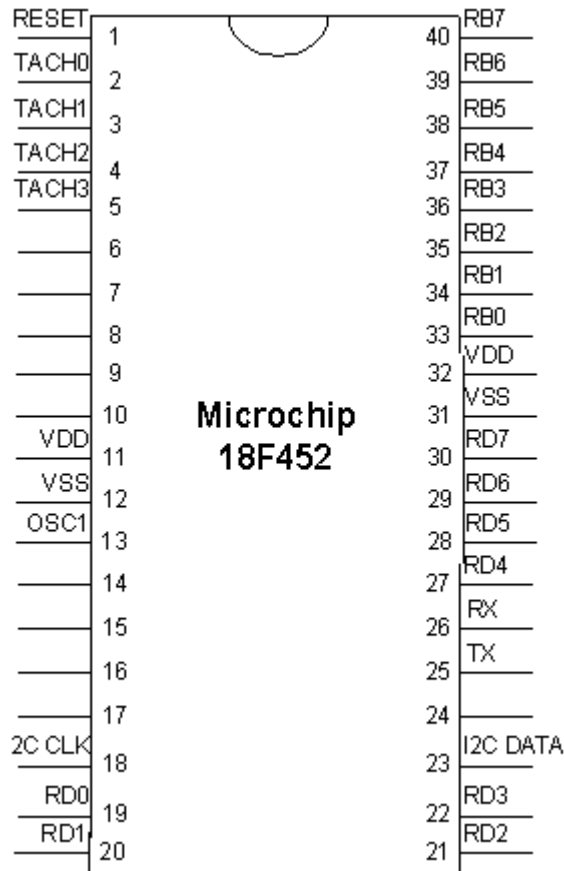 RESET 1 40 RB7
TACH0 2 39 RB6
TACH1 3 38 RB5
TACH2 4 37 RB4
TACH3 5 36 RB3
6 35 RB2
7 34 RB1
8 33 RB0
9 32 VDD
10 31 VSS
Microchip
18F452
VDD 11 30 RD7
VSS 12 29 RD6
OSC1 13 28 RD5
14 27 RD4
15 26 RX
16 25 TX
17 24
2C CLK 18 23 I2C DATA
RD0 19 22 RD3
RD1 20 21 RD2